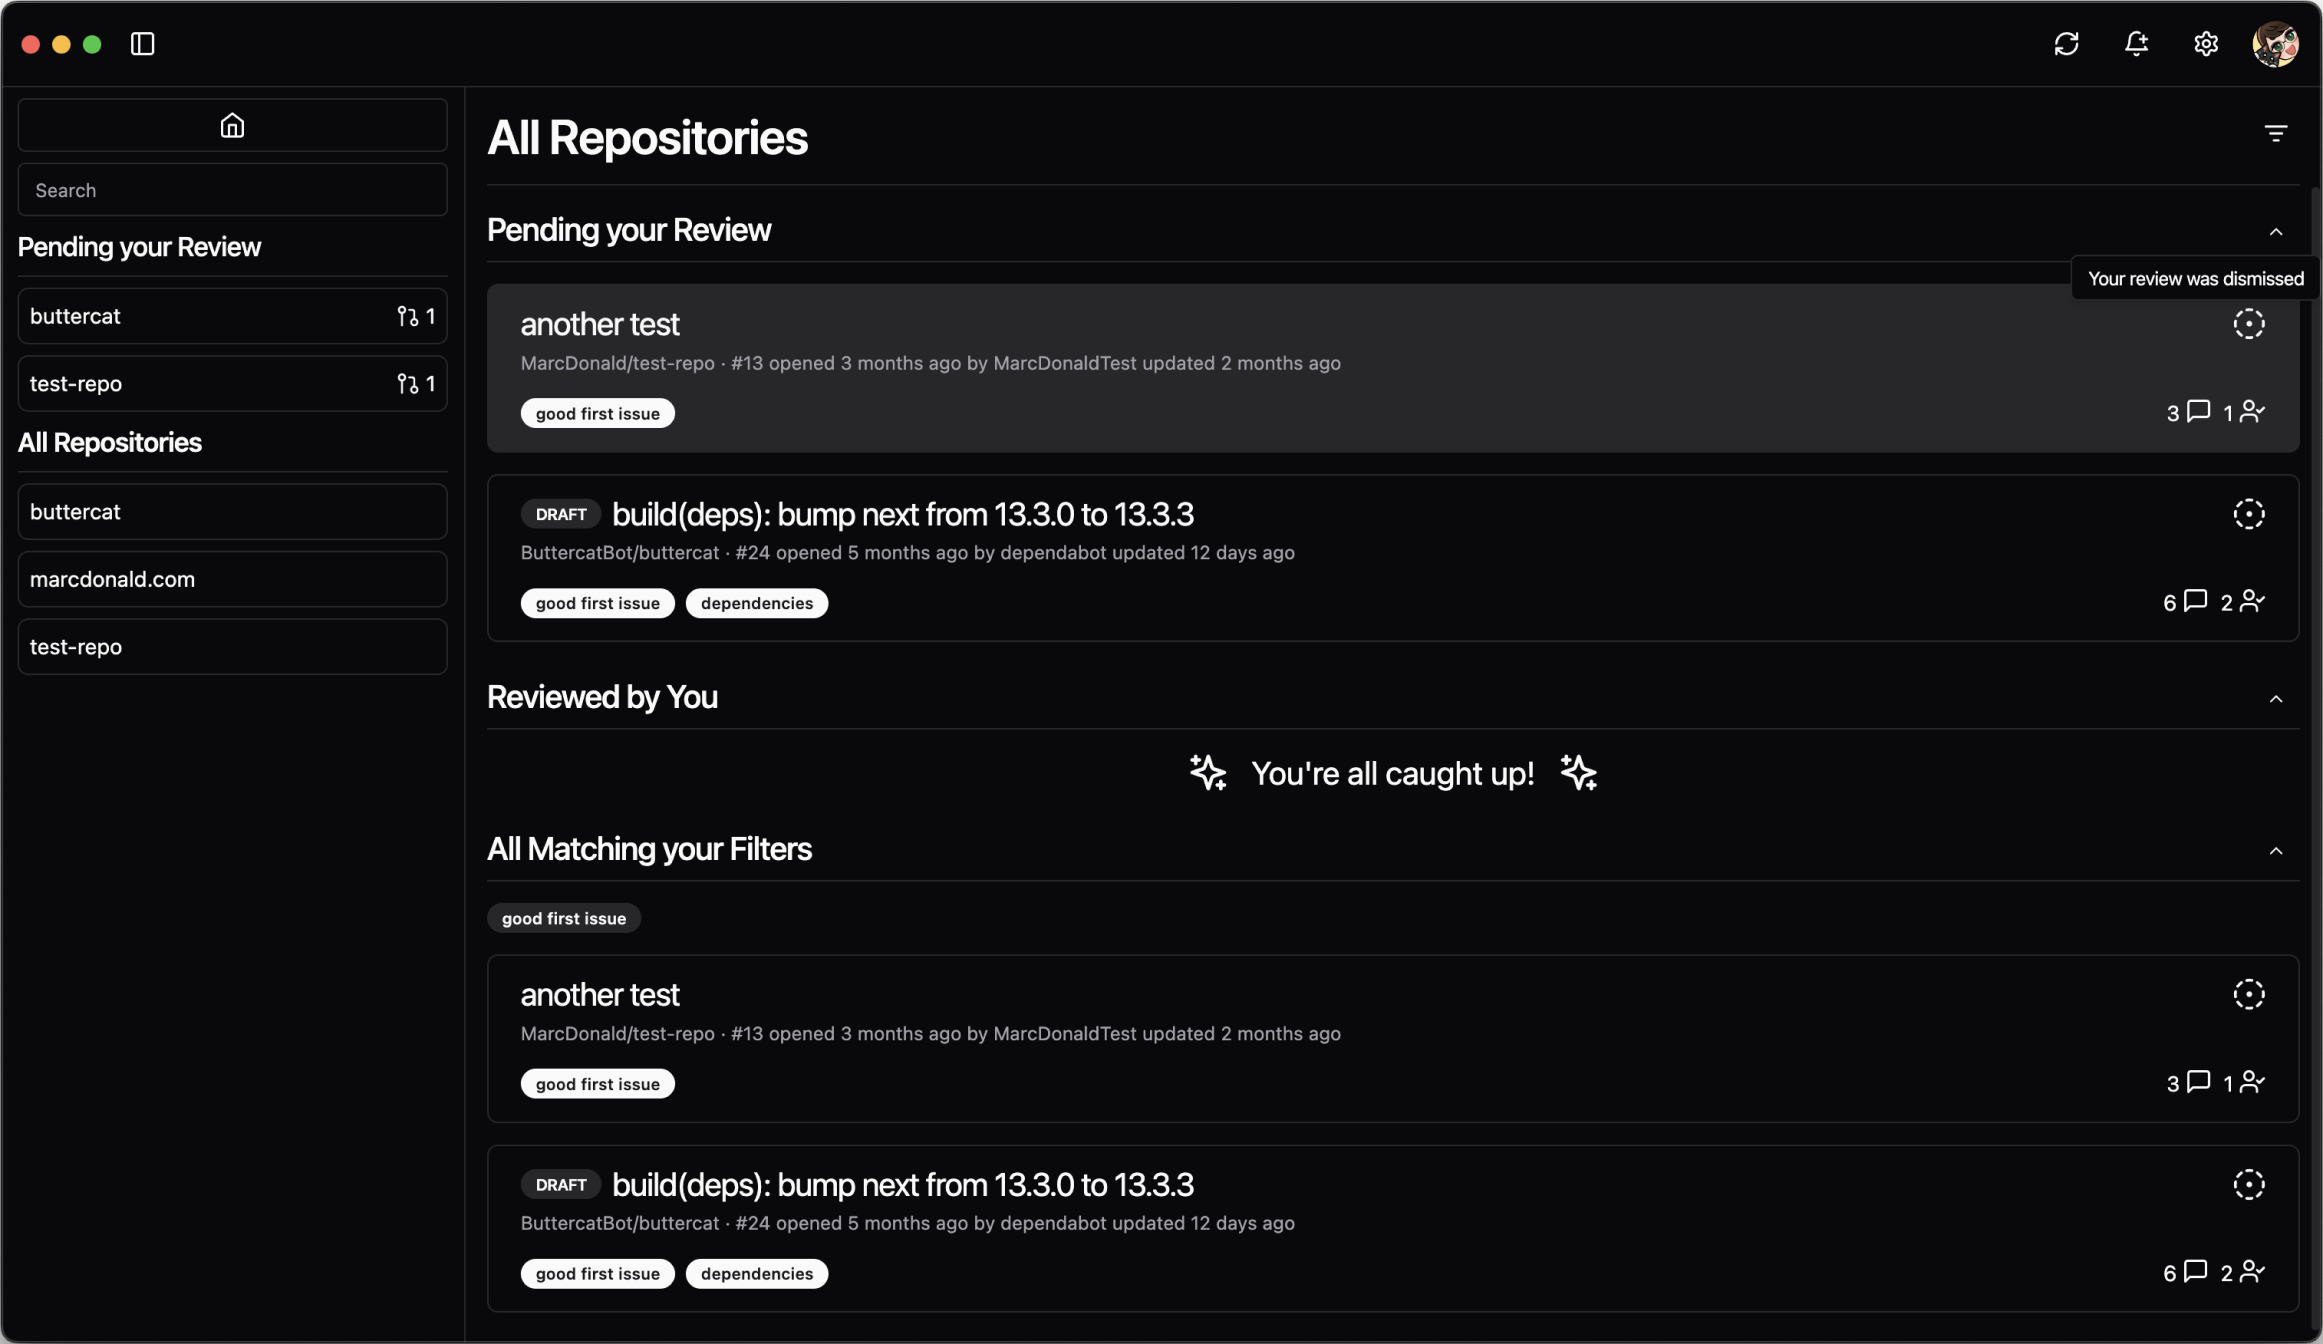 Search
Pending your Review
buttercat 1
test-repo 1
All Repositories
buttercat
marcdonald.com
test-repo
All Repositories
Pending your Review
Your review was dismissed
another test
MarcDonald/test-repo · #13 opened 3 months ago by MarcDonaldTest updated 2 months ago
good first issue
3 1
DRAFT build(deps): bump next from 13.3.0 to 13.3.3
ButtercatBot/buttercat · #24 opened 5 months ago by dependabot updated 12 days ago
good first issue dependencies
6 2
Reviewed by You
You're all caught up!
All Matching your Filters
good first issue
another test
MarcDonald/test-repo · #13 opened 3 months ago by MarcDonaldTest updated 2 months ago
good first issue
3 1
DRAFT build(deps): bump next from 13.3.0 to 13.3.3
ButtercatBot/buttercat · #24 opened 5 months ago by dependabot updated 12 days ago
good first issue dependencies
6 2